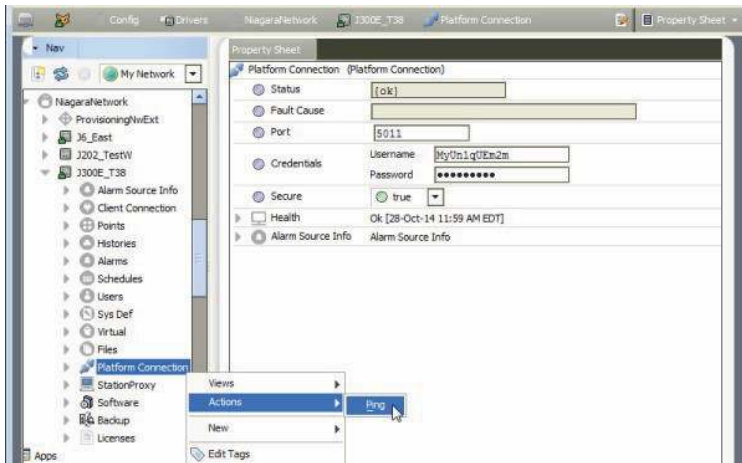 Config
Drivers
NiagaraNetwork
J300E_T38
Platform Connection
Property Sheet
Nav
My Network
NiagaraNetwork
ProvisioningNwExt
J6_East
J202_TestW
J300E_T38
Alarm Source Info
Client Connection
Points
Histories
Alarms
Schedules
Users
Sys Def
Virtual
Files
Platform Connection
StationProxy
Software
Backup
Licenses
Apps
Property Sheet
Platform Connection (Platform Connection)
Status {ok}
Fault Cause
Port 5011
Credentials
Username MyUn1qUEm2m
Password •••••••••
Secure true
Health Ok [28-Oct-14 11:59 AM EDT]
Alarm Source Info Alarm Source Info
Views
Actions
Ping
New
Edit Tags